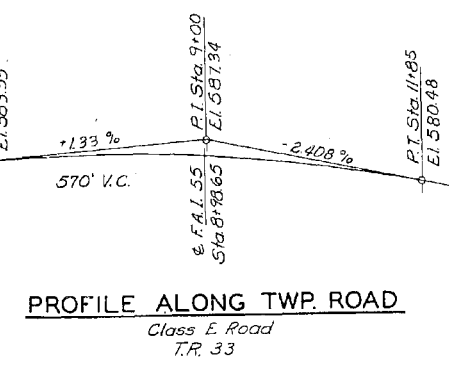 P.I. Sta. 9+00
El. 587.34
+1.33 %
-2.408 %
P.T. Sta. 11+85
El. 580.48
570' V.C.
℄ F.A.I. 55
Sta. 8+98.65
PROFILE ALONG TWP. ROAD
Class E Road
T.R. 33